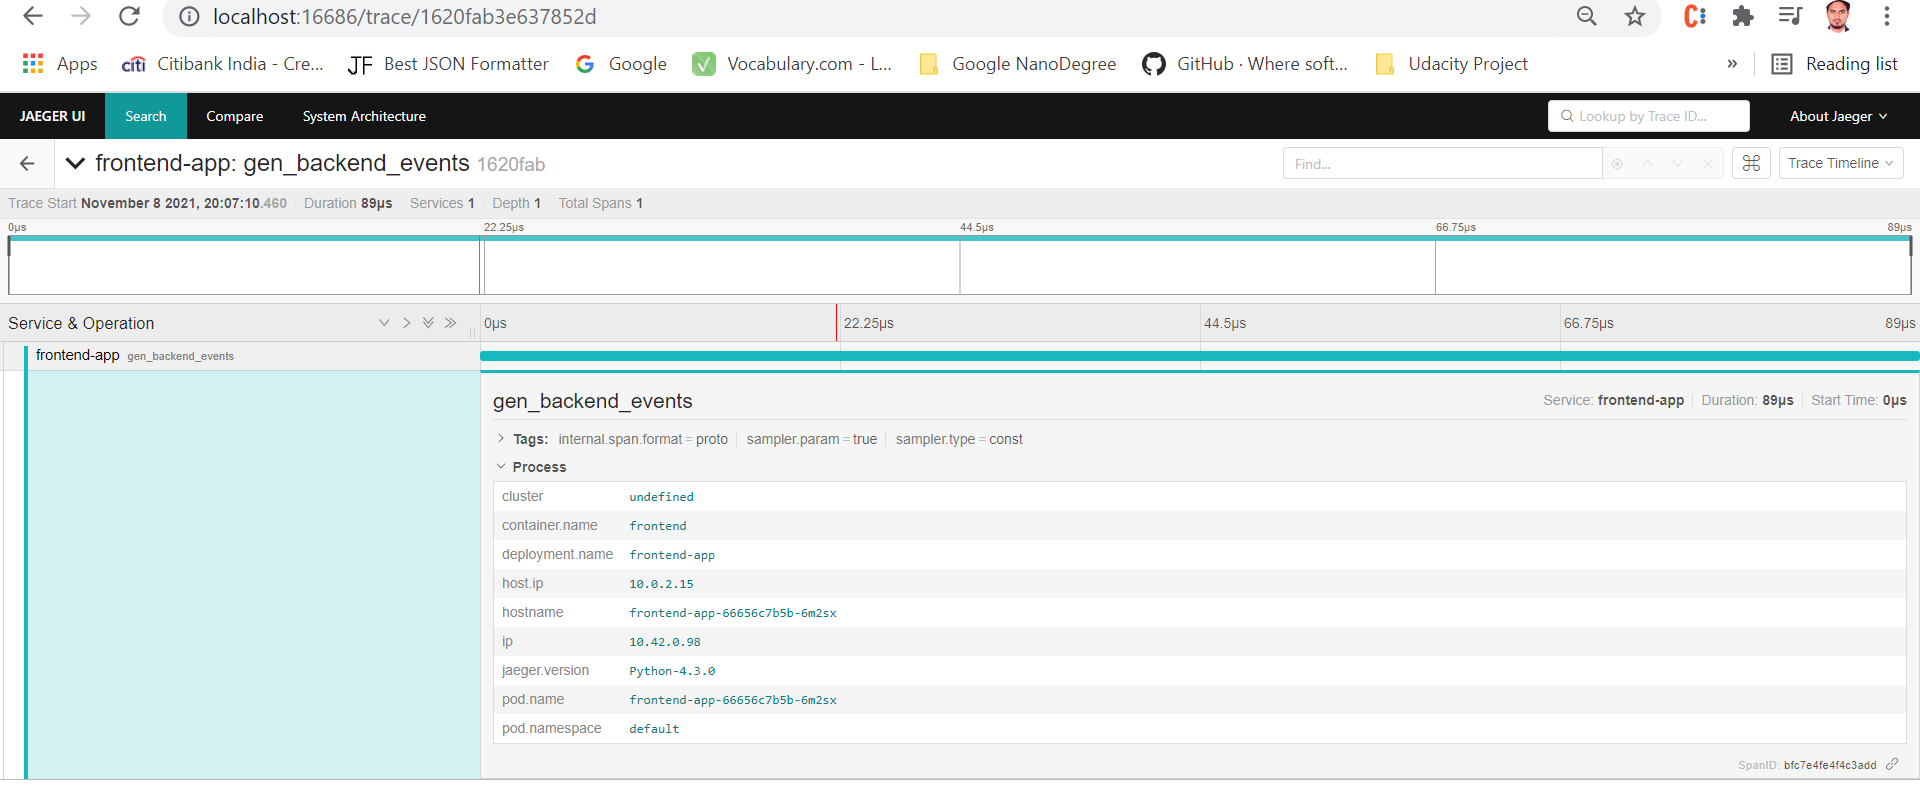 localhost:16686/trace/1620fab3e637852d
Apps citi Citibank India - Cre... JF Best JSON Formatter G Google Vocabulary.com - L... Google NanoDegree GitHub · Where soft... Udacity Project » Reading list
JAEGER UI Search Compare System Architecture Lookup by Trace ID... About Jaeger
frontend-app: gen_backend_events 1620fab Find... Trace Timeline
Trace Start November 8 2021, 20:07:10.460 Duration 89μs Services 1 Depth 1 Total Spans 1
0μs 22.25μs 44.5μs 66.75μs 89μs
Service & Operation 0μs 22.25μs 44.5μs 66.75μs 89μs
frontend-app gen_backend_events
gen_backend_events Service: frontend-app Duration: 89μs Start Time: 0μs
Tags: internal.span.format = proto sampler.param = true sampler.type = const
Process
cluster undefined
container.name frontend
deployment.name frontend-app
host.ip 10.0.2.15
hostname frontend-app-66656c7b5b-6m2sx
ip 10.42.0.98
jaeger.version Python-4.3.0
pod.name frontend-app-66656c7b5b-6m2sx
pod.namespace default
SpanID: bfc7e4fe4f4c3add